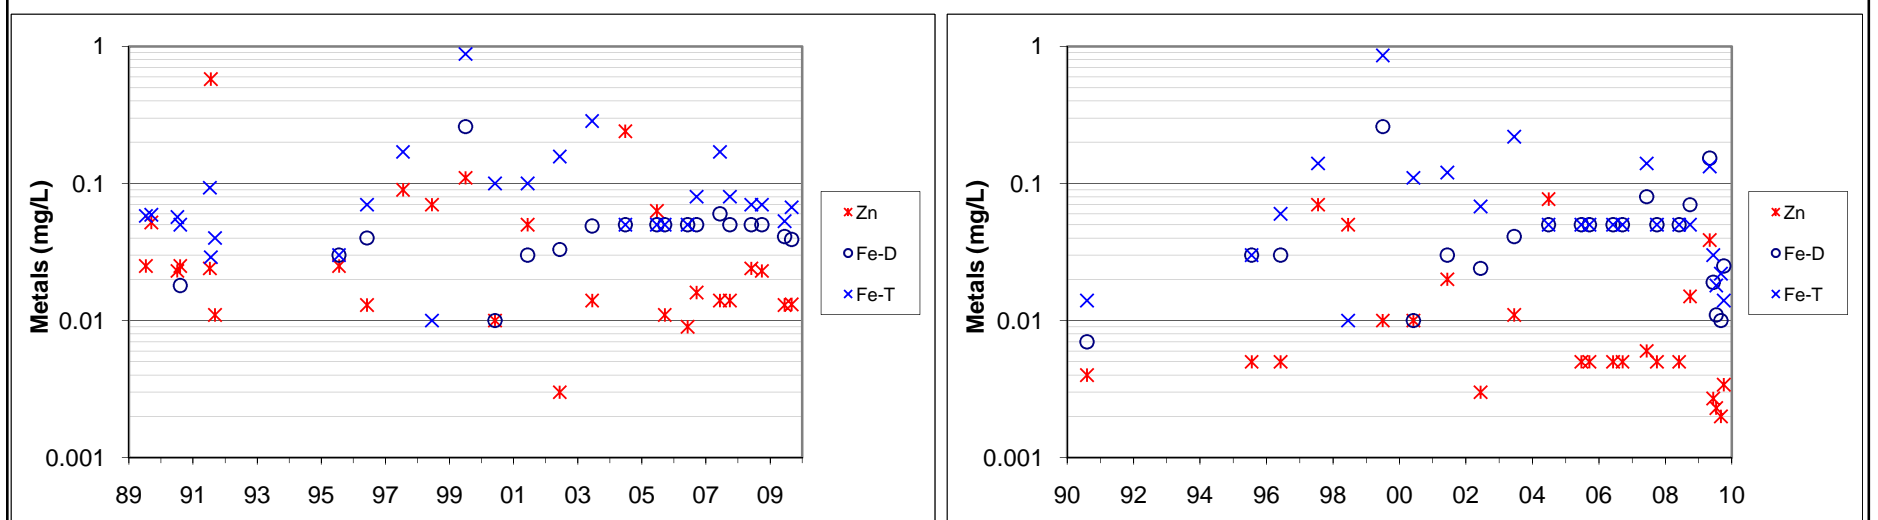 1
0.1
0.01
0.001
Metals (mg/L)
89 91 93 95 97 99 01 03 05 07 09
Zn
Fe-D
Fe-T
1
0.1
0.01
0.001
Metals (mg/L)
90 92 94 96 98 00 02 04 06 08 10
Zn
Fe-D
Fe-T